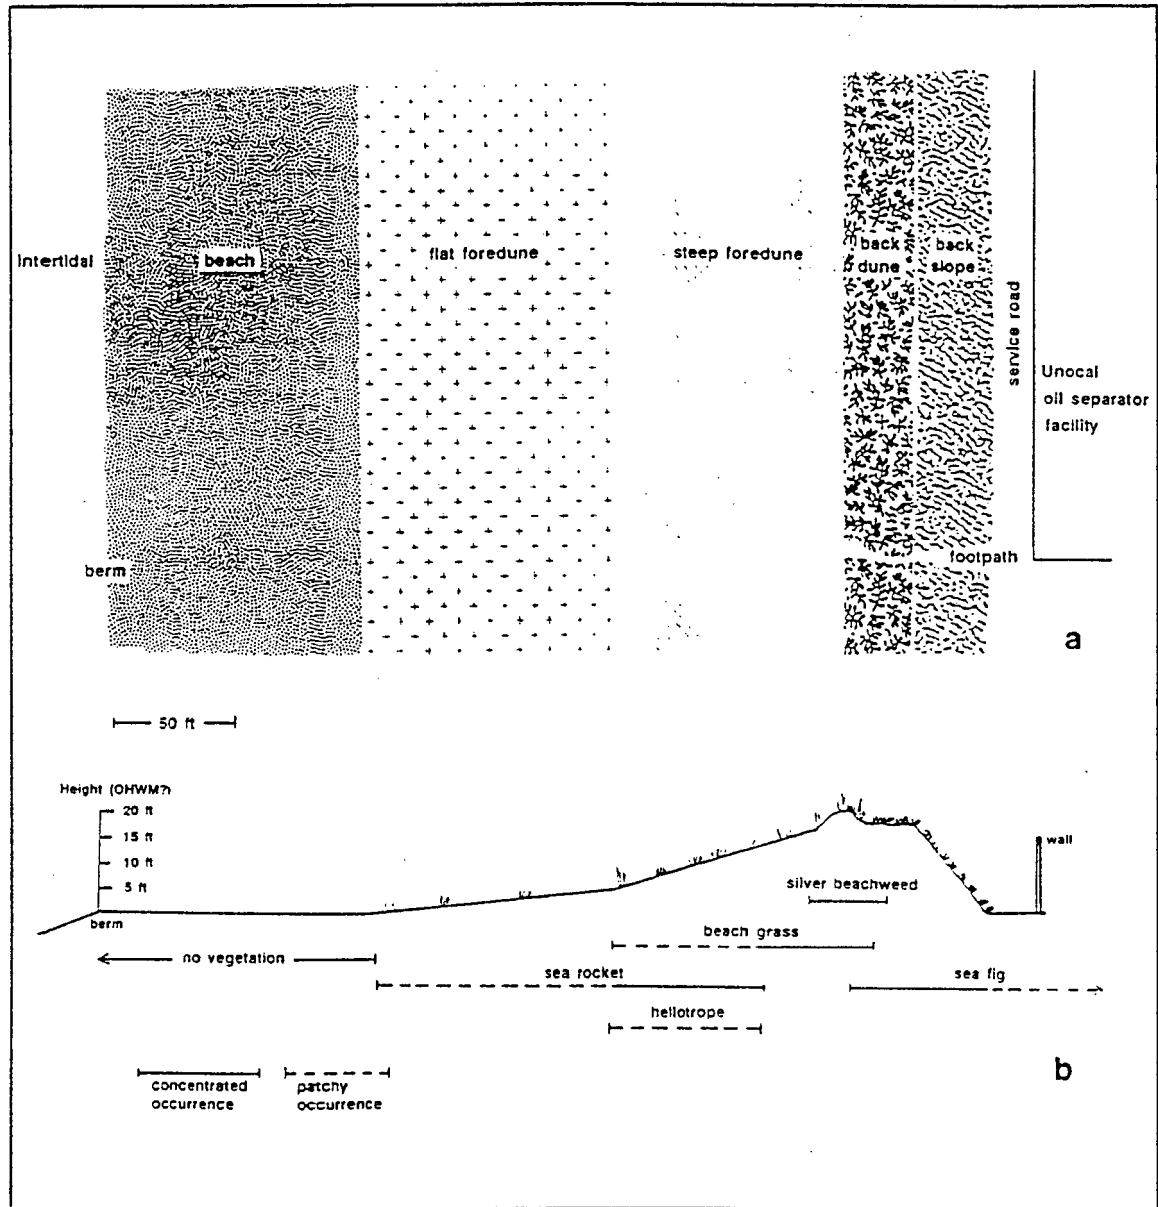 Intertidal
beach
flat foredune
steep foredune
back
dune
back
slope
service road
Unocal
oil separator
facility
berm
footpath
a
50 ft
Height (OHWM?)
20 ft
15 ft
10 ft
5 ft
berm
wall
silver beachweed
beach grass
no vegetation
sea rocket
sea fig
heliotrope
b
concentrated
occurrence
patchy
occurrence